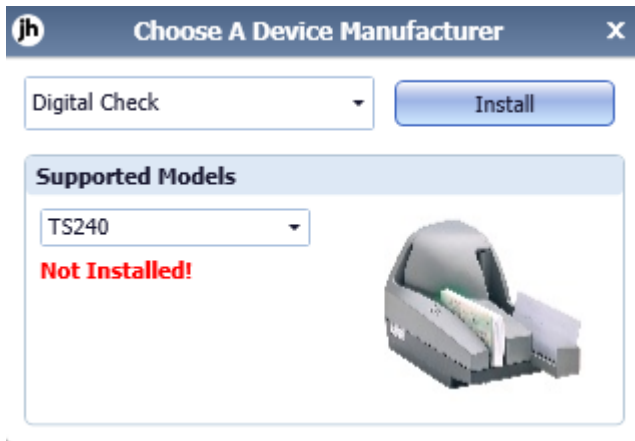 jh Choose A Device Manufacturer X
Digital Check Install
Supported Models
TS240
Not Installed!